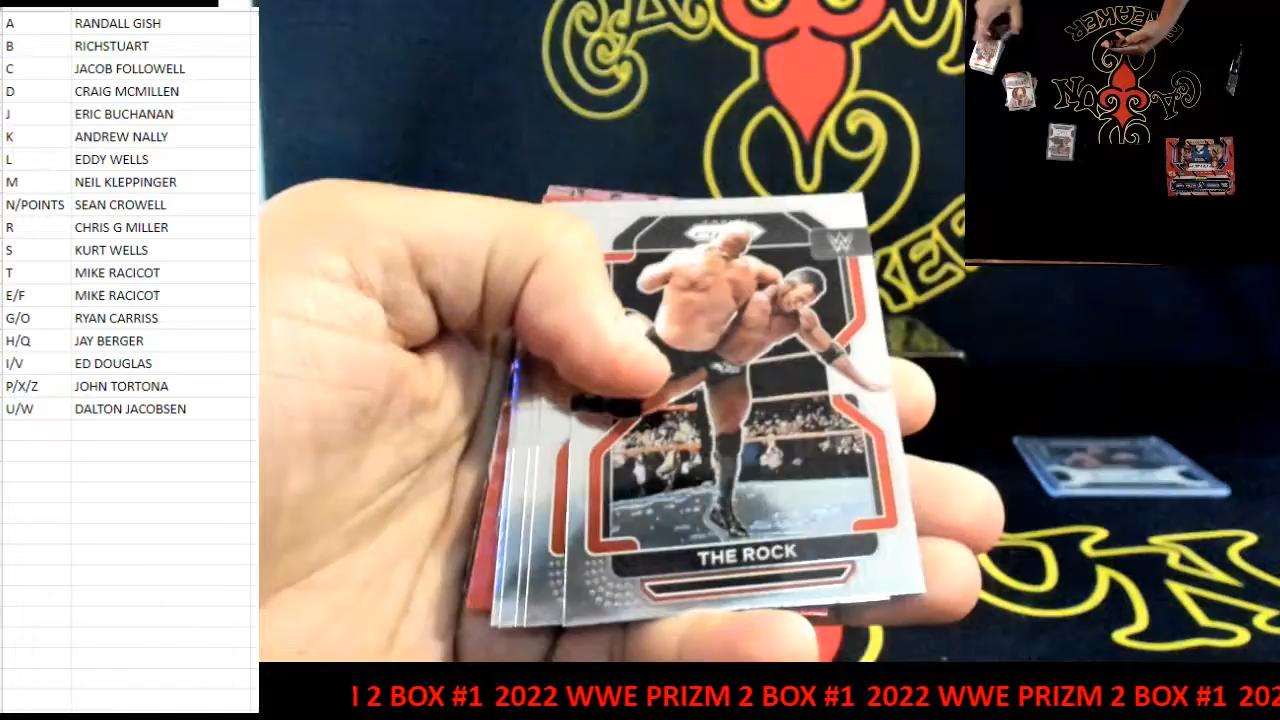 A RANDALL GISH
B RICHSTUART
C JACOB FOLLOWELL
D CRAIG MCMILLEN
J ERIC BUCHANAN
K ANDREW NALLY
L EDDY WELLS
M NEIL KLEPPINGER
N/POINTS SEAN CROWELL
R CHRIS G MILLER
S KURT WELLS
T MIKE RACICOT
E/F MIKE RACICOT
G/O RYAN CARRISS
H/Q JAY BERGER
I/V ED DOUGLAS
P/X/Z JOHN TORTONA
U/W DALTON JACOBSEN
W
THE ROCK
2 BOX #1 2022 WWE PRIZM 2 BOX #1 2022 WWE PRIZM 2 BOX #1 202